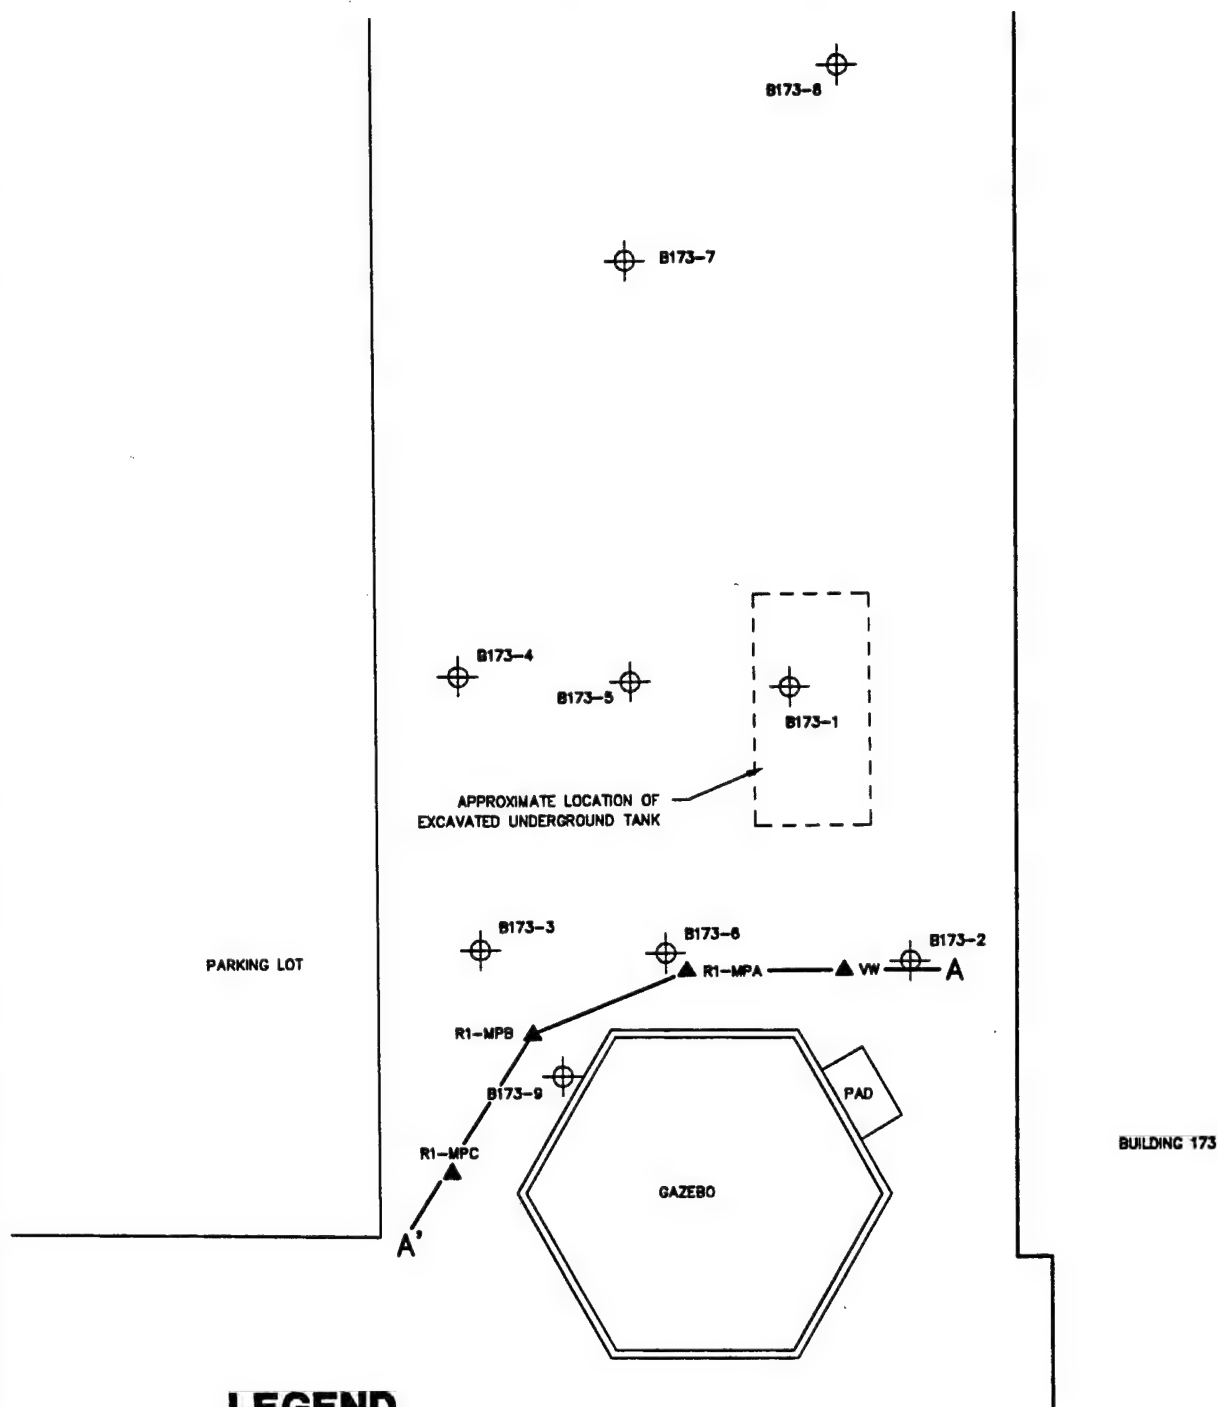 B173-8
B173-7
B173-4
B173-5
B173-1
APPROXIMATE LOCATION OF
EXCAVATED UNDERGROUND TANK
B173-3
B173-6
B173-2
PARKING LOT
R1-MPA
VW
A
R1-MPB
B173-9
PAD
R1-MPC
BUILDING 173
GAZEBO
A'
LEGEND